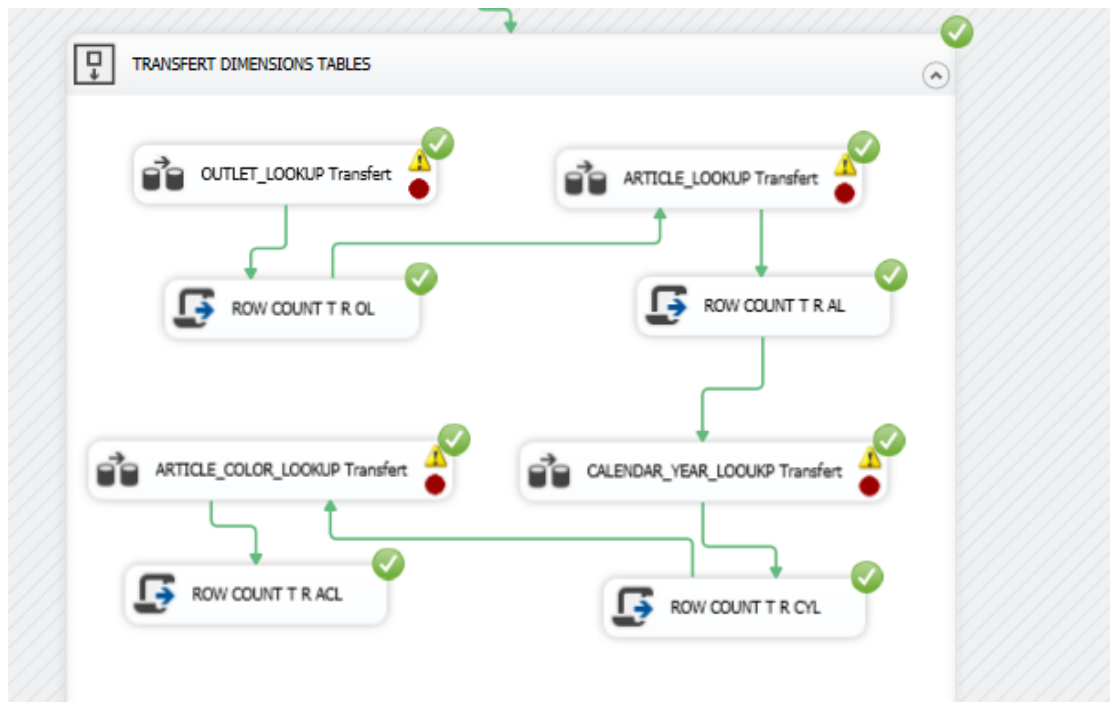 TRANSFERT DIMENSIONS TABLES
OUTLET_LOOKUP Transfert
ARTICLE_LOOKUP Transfert
ROW COUNT T R OL
ROW COUNT T R AL
ARTICLE_COLOR_LOOKUP Transfert
CALENDAR_YEAR_LOOUKP Transfert
ROW COUNT T R ACL
ROW COUNT T R CYL